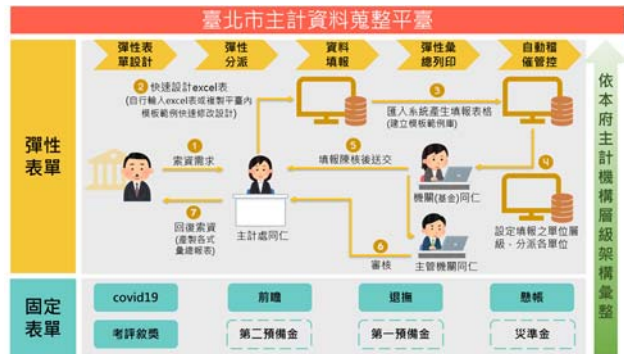 臺北市主計資料蒐整平臺
彈性表
單設計
彈性
分派
資料
填報
彈性彙
總列印
自動稽
催管控
彈性
表單
2 快速設計excel表
(自行輸入excel表或複製平臺內
模板範例快速修改設計)
3
匯入系統產生填報表格
(建立模板範例庫)
1
索資需求
5
填報陳核後送交
4
機關(基金)同仁
7
回復索資
(產製各式
彙總報表)
主計處同仁
6
審核
主管機關同仁
設定填報之單位層
級、分派各單位
依本府主計機構層級架構彙整
固定
表單
covid19
前瞻
退撫
懸帳
考評敘獎
第二預備金
第一預備金
災準金